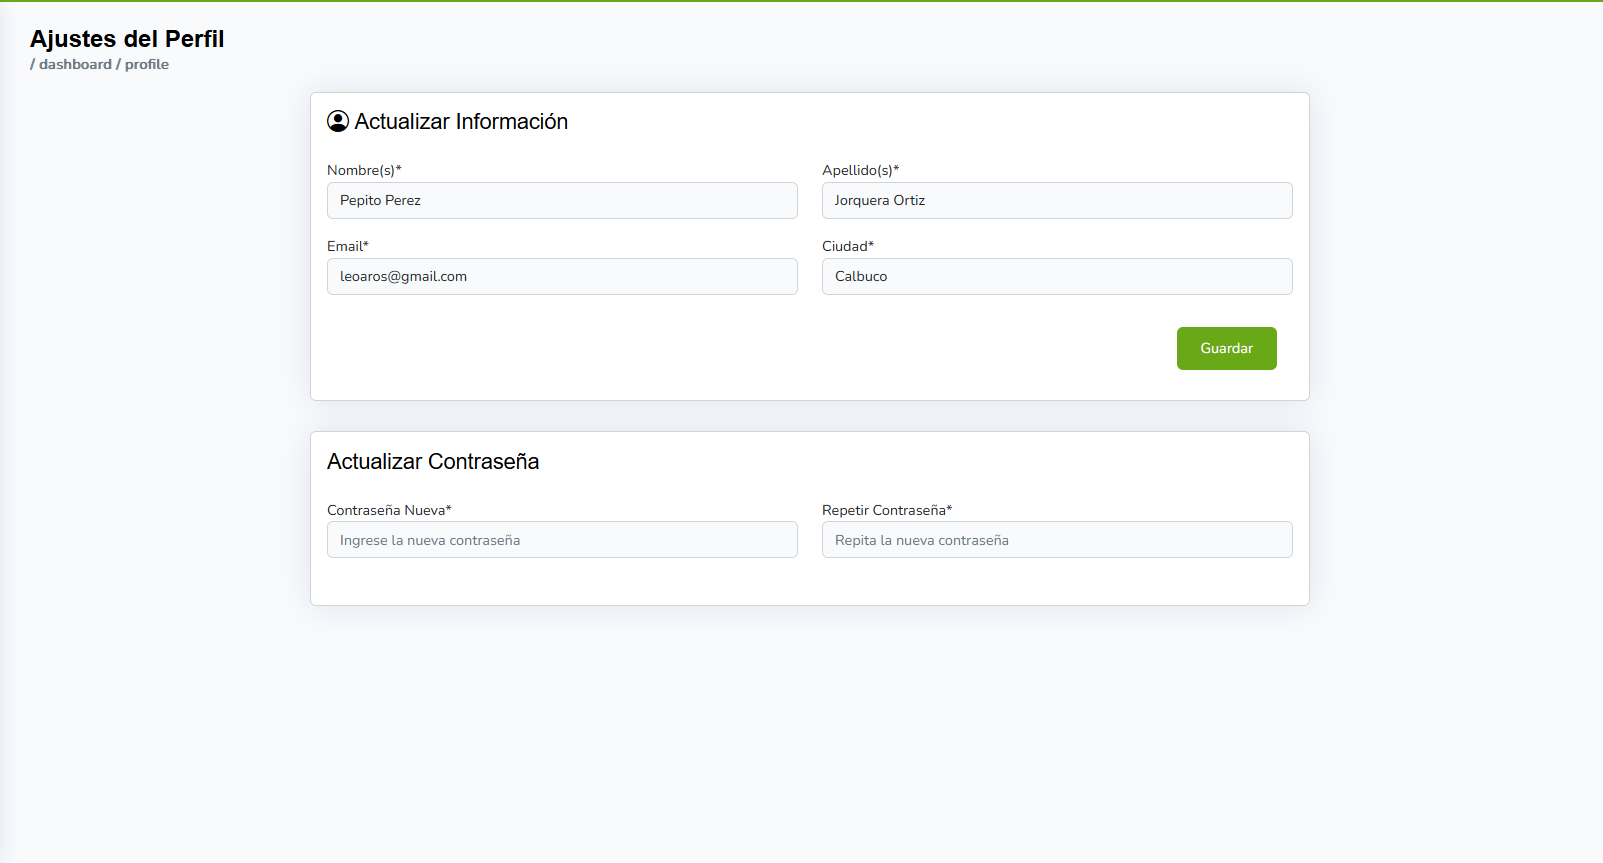 Ajustes del Perfil
/ dashboard / profile
Actualizar Información
Nombre(s)* Apellido(s)*
Pepito Perez Jorquera Ortiz
Email* Ciudad*
leoaros@gmail.com Calbuco
Guardar
Actualizar Contraseña
Contraseña Nueva* Repetir Contraseña*
Ingrese la nueva contraseña Repita la nueva contraseña